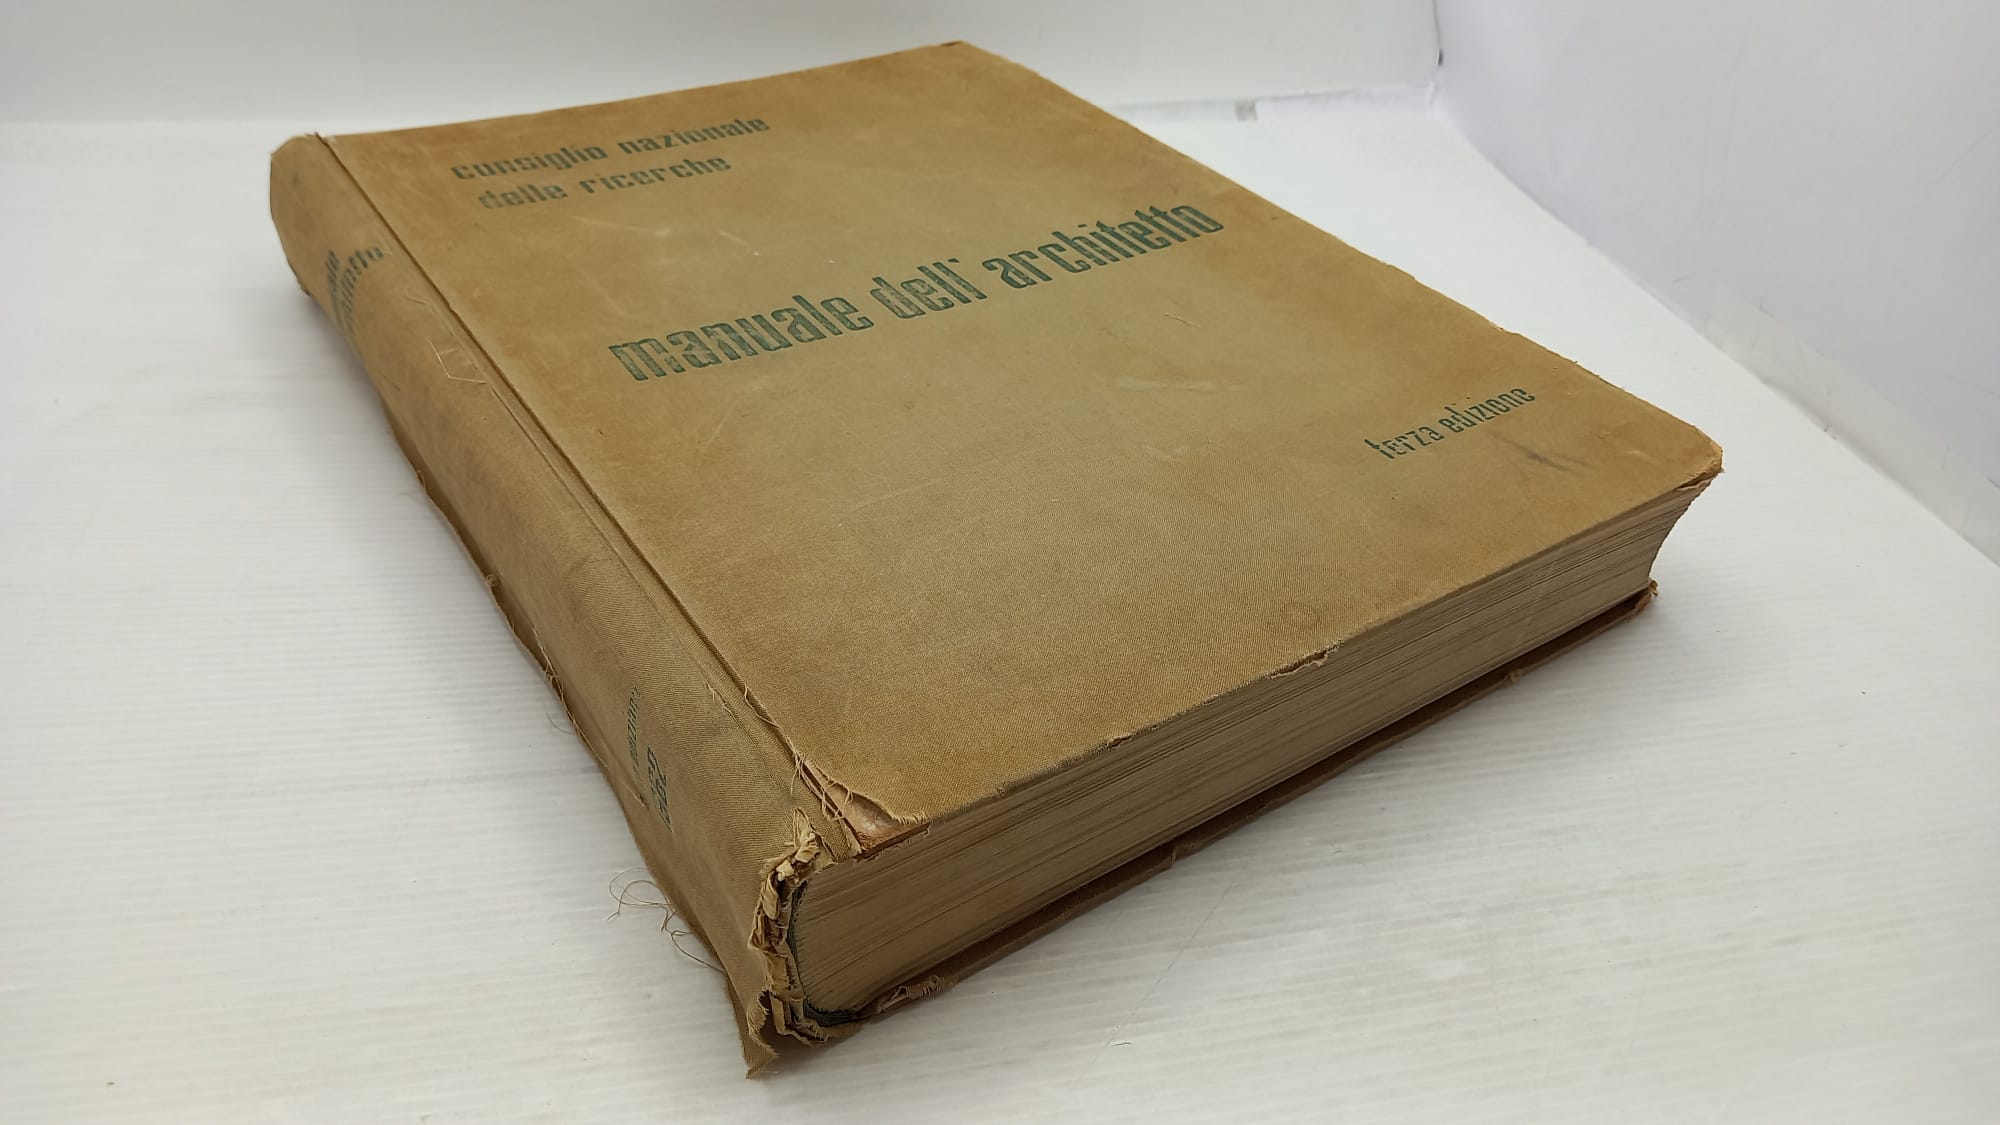 consiglio nazionale
delle ricerche
manuale dell' architetto
terza edizione